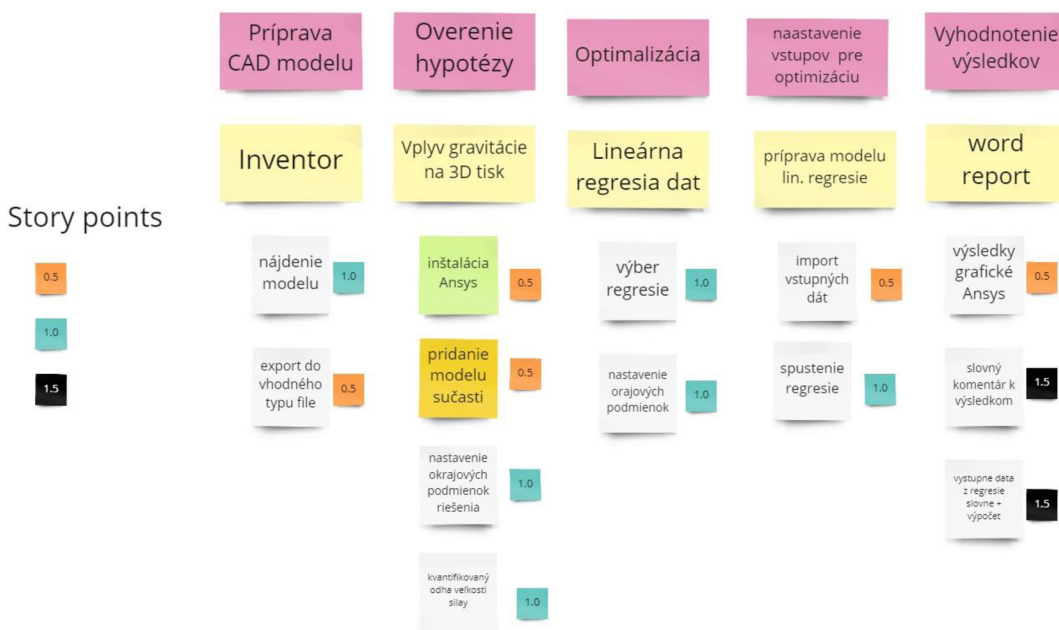 Príprava
CAD modelu
Overenie
hypotézy
Optimalizácia
naastavenie
vstupov pre
optimizáciu
Vyhodnotenie
výsledkov
Inventor
Vplyv gravitácie
na 3D tisk
Lineárna
regresia dat
príprava modelu
lin. regresie
word
report
Story points
0.5
1.0
1.5
nájdenie
modelu
1.0
export do
vhodného
typu file
0.5
inštalácia
Ansys
0.5
pridanie
modelu
sučasti
0.5
nastavenie
okrajových
podmienok
riešenia
1.0
kvantifikovaný
odha veľkosti
silay
1.0
výber
regresie
1.0
nastavenie
orajových
podmienok
1.0
import
vstupných
dát
0.5
spustenie
regresie
1.0
výsledky
grafické
Ansys
0.5
slovný
komentár k
výsledkom
1.5
vystupne data
z regresie
slovne +
výpočet
1.5